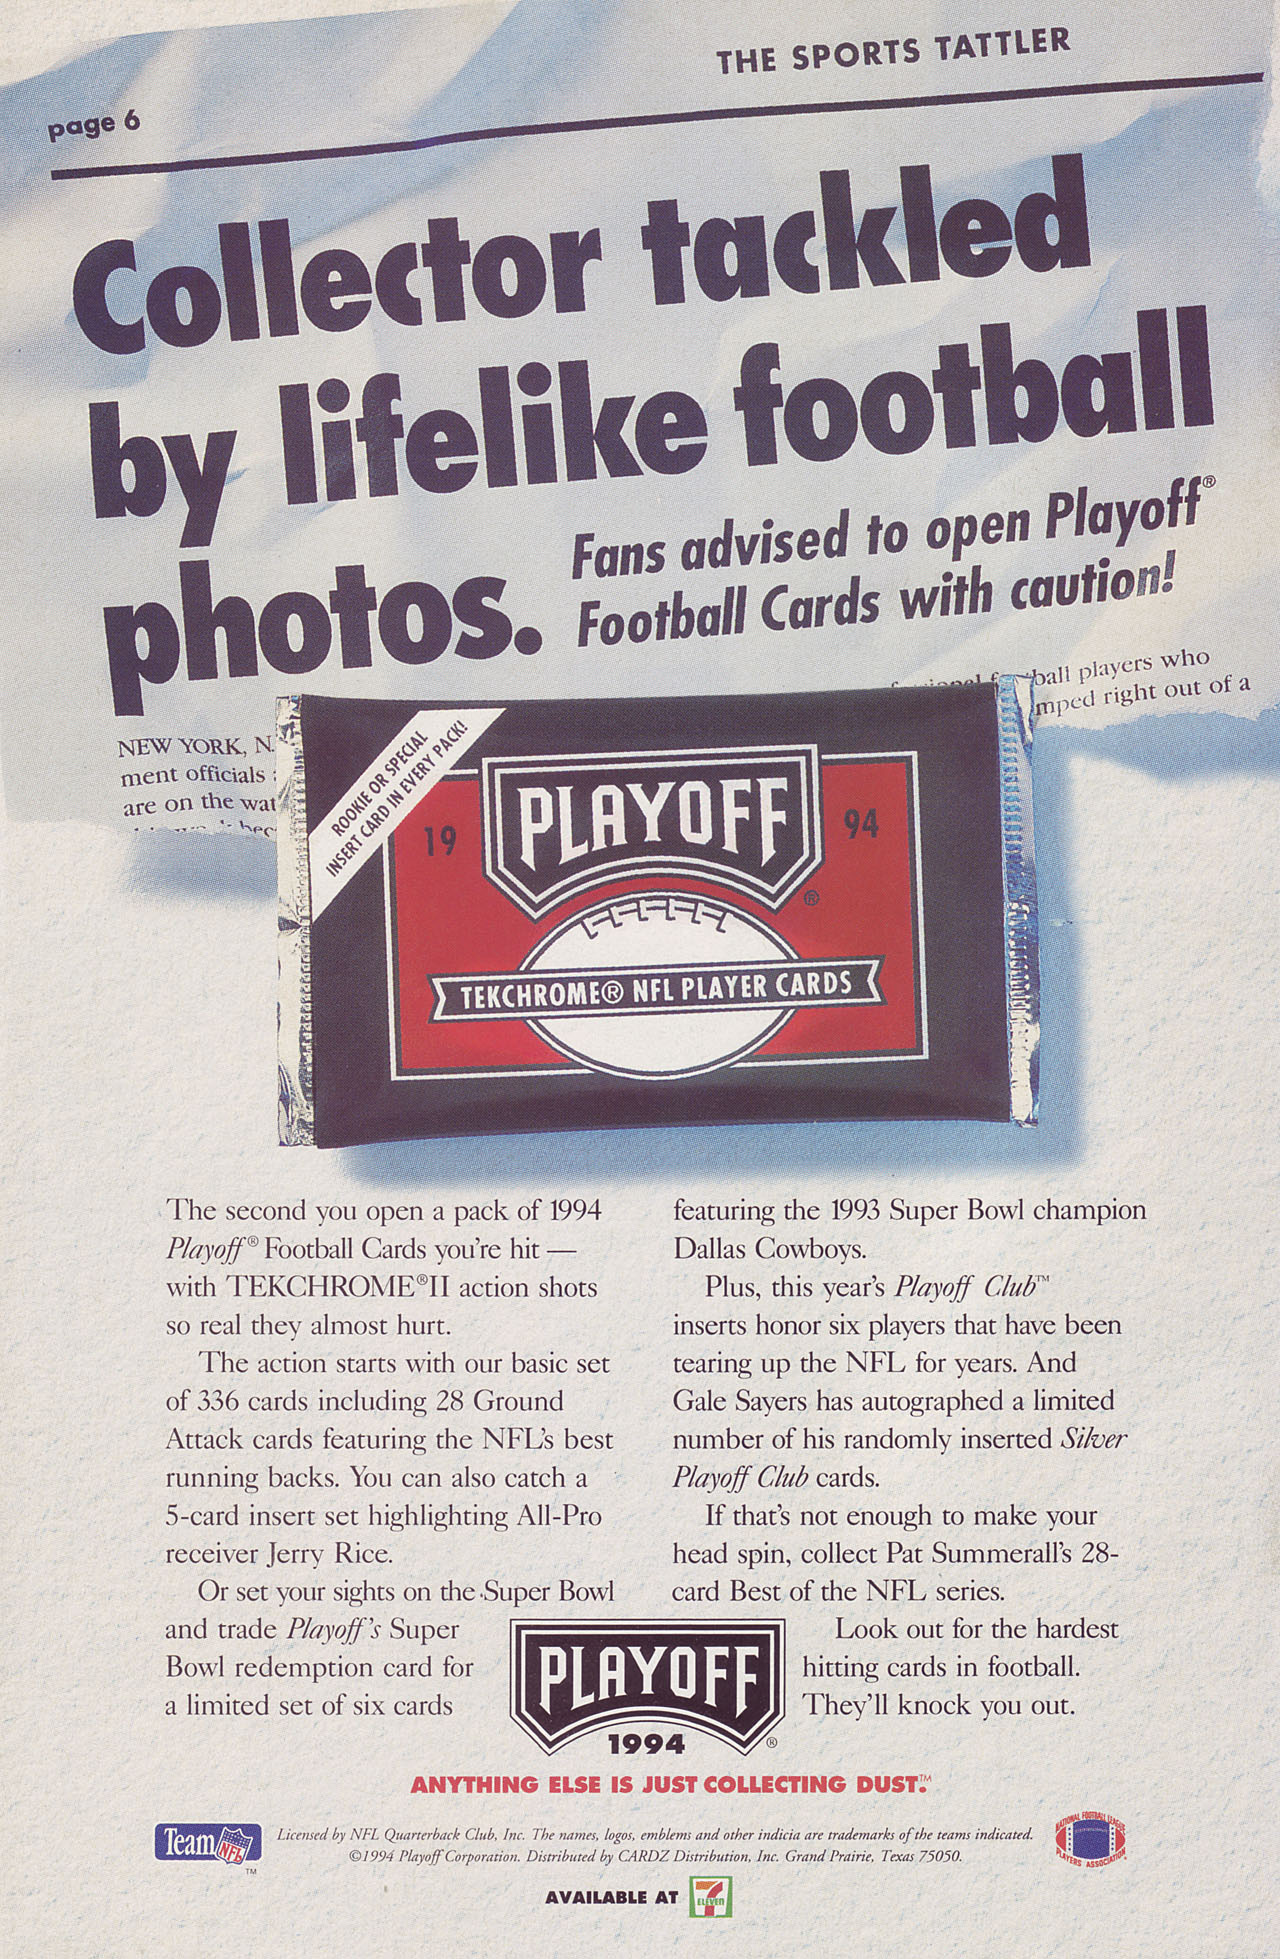 THE SPORTS TATTLER
page 6
Collector tackled
by lifelike football
photos.
Fans advised to open Playoff®
Football Cards with caution!
NEW YORK, N.
ment officials
are on the wat
ball players who
mped right out of a
ROOKIE OR SPECIAL
INSERT CARD IN EVERY PACK!
19 PLAYOFF® 94
TEKCHROME® NFL PLAYER CARDS
The second you open a pack of 1994
Playoff® Football Cards you're hit —
with TEKCHROME®II action shots
so real they almost hurt.
The action starts with our basic set
of 336 cards including 28 Ground
Attack cards featuring the NFL's best
running backs. You can also catch a
5-card insert set highlighting All-Pro
receiver Jerry Rice.
Or set your sights on the Super Bowl
and trade Playoff's Super
Bowl redemption card for
a limited set of six cards
featuring the 1993 Super Bowl champion
Dallas Cowboys.
Plus, this year's Playoff Club™
inserts honor six players that have been
tearing up the NFL for years. And
Gale Sayers has autographed a limited
number of his randomly inserted Silver
Playoff Club cards.
If that's not enough to make your
head spin, collect Pat Summerall's 28-
card Best of the NFL series.
Look out for the hardest
hitting cards in football.
They'll knock you out.
PLAYOFF
1994 ®
ANYTHING ELSE IS JUST COLLECTING DUST.™
Team NFL ™
Licensed by NFL Quarterback Club, Inc. The names, logos, emblems and other indicia are trademarks of the teams indicated.
©1994 Playoff Corporation. Distributed by CARDZ Distribution, Inc. Grand Prairie, Texas 75050.
NATIONAL FOOTBALL LEAGUE
PLAYERS ASSOCIATION
AVAILABLE AT 7 ELEVEN